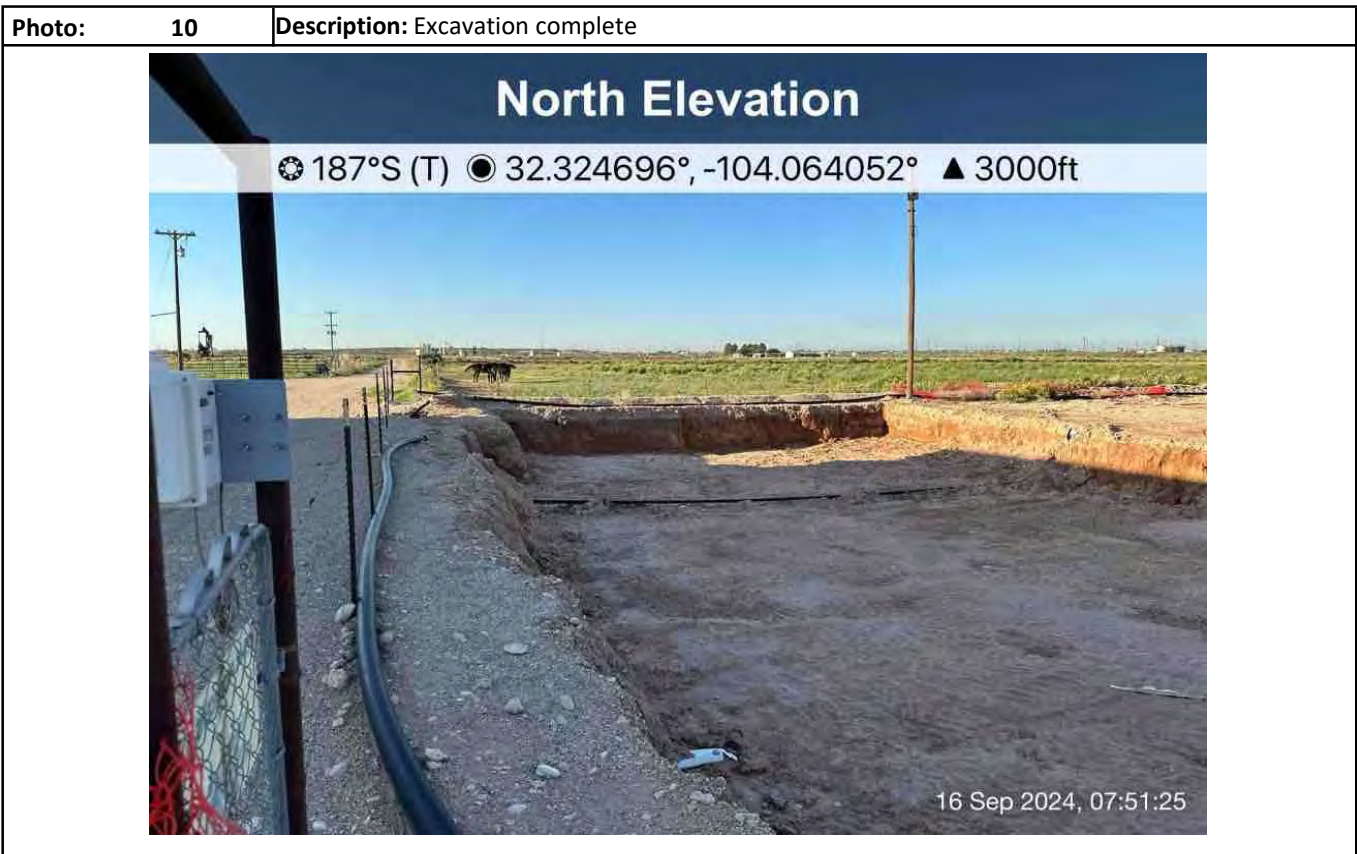 Photo: 10 Description: Excavation complete
North Elevation
187°S (T) 32.324696°, -104.064052° ▲ 3000ft
16 Sep 2024, 07:51:25